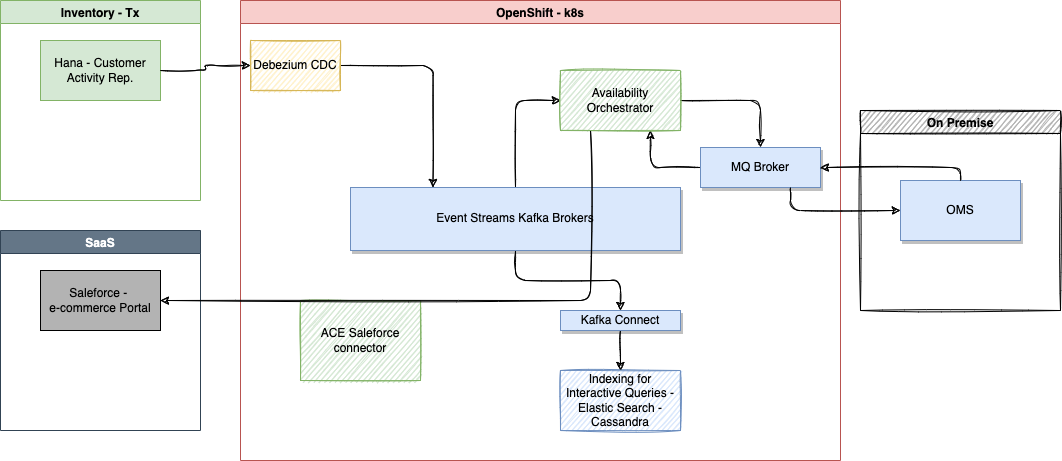 Inventory - Tx
OpenShift - k8s
Hana - Customer
Activity Rep.
Debezium CDC
Availability
Orchestrator
On Premise
MQ Broker
OMS
Event Streams Kafka Brokers
SaaS
Saleforce -
e-commerce Portal
Kafka Connect
ACE Saleforce
connector
Indexing for
Interactive Queries -
Elastic Search -
Cassandra